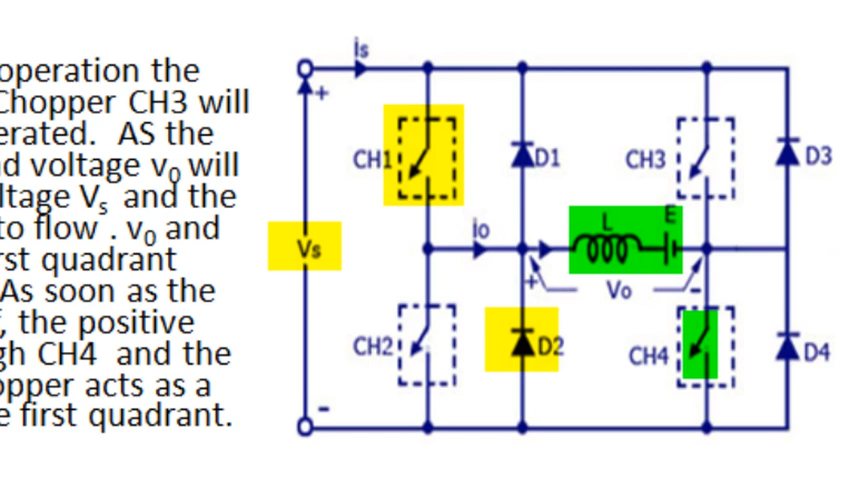 operation the
Chopper CH3 will
erated. AS the
d voltage v0 will
ltage Vs and the
to flow . v0 and
rst quadrant
As soon as the
, the positive
gh CH4 and the
opper acts as a
e first quadrant.
is
+
CH1
D1
CH3
D3
L
E
io
Vs
+
Vo
-
CH2
D2
CH4
D4
-